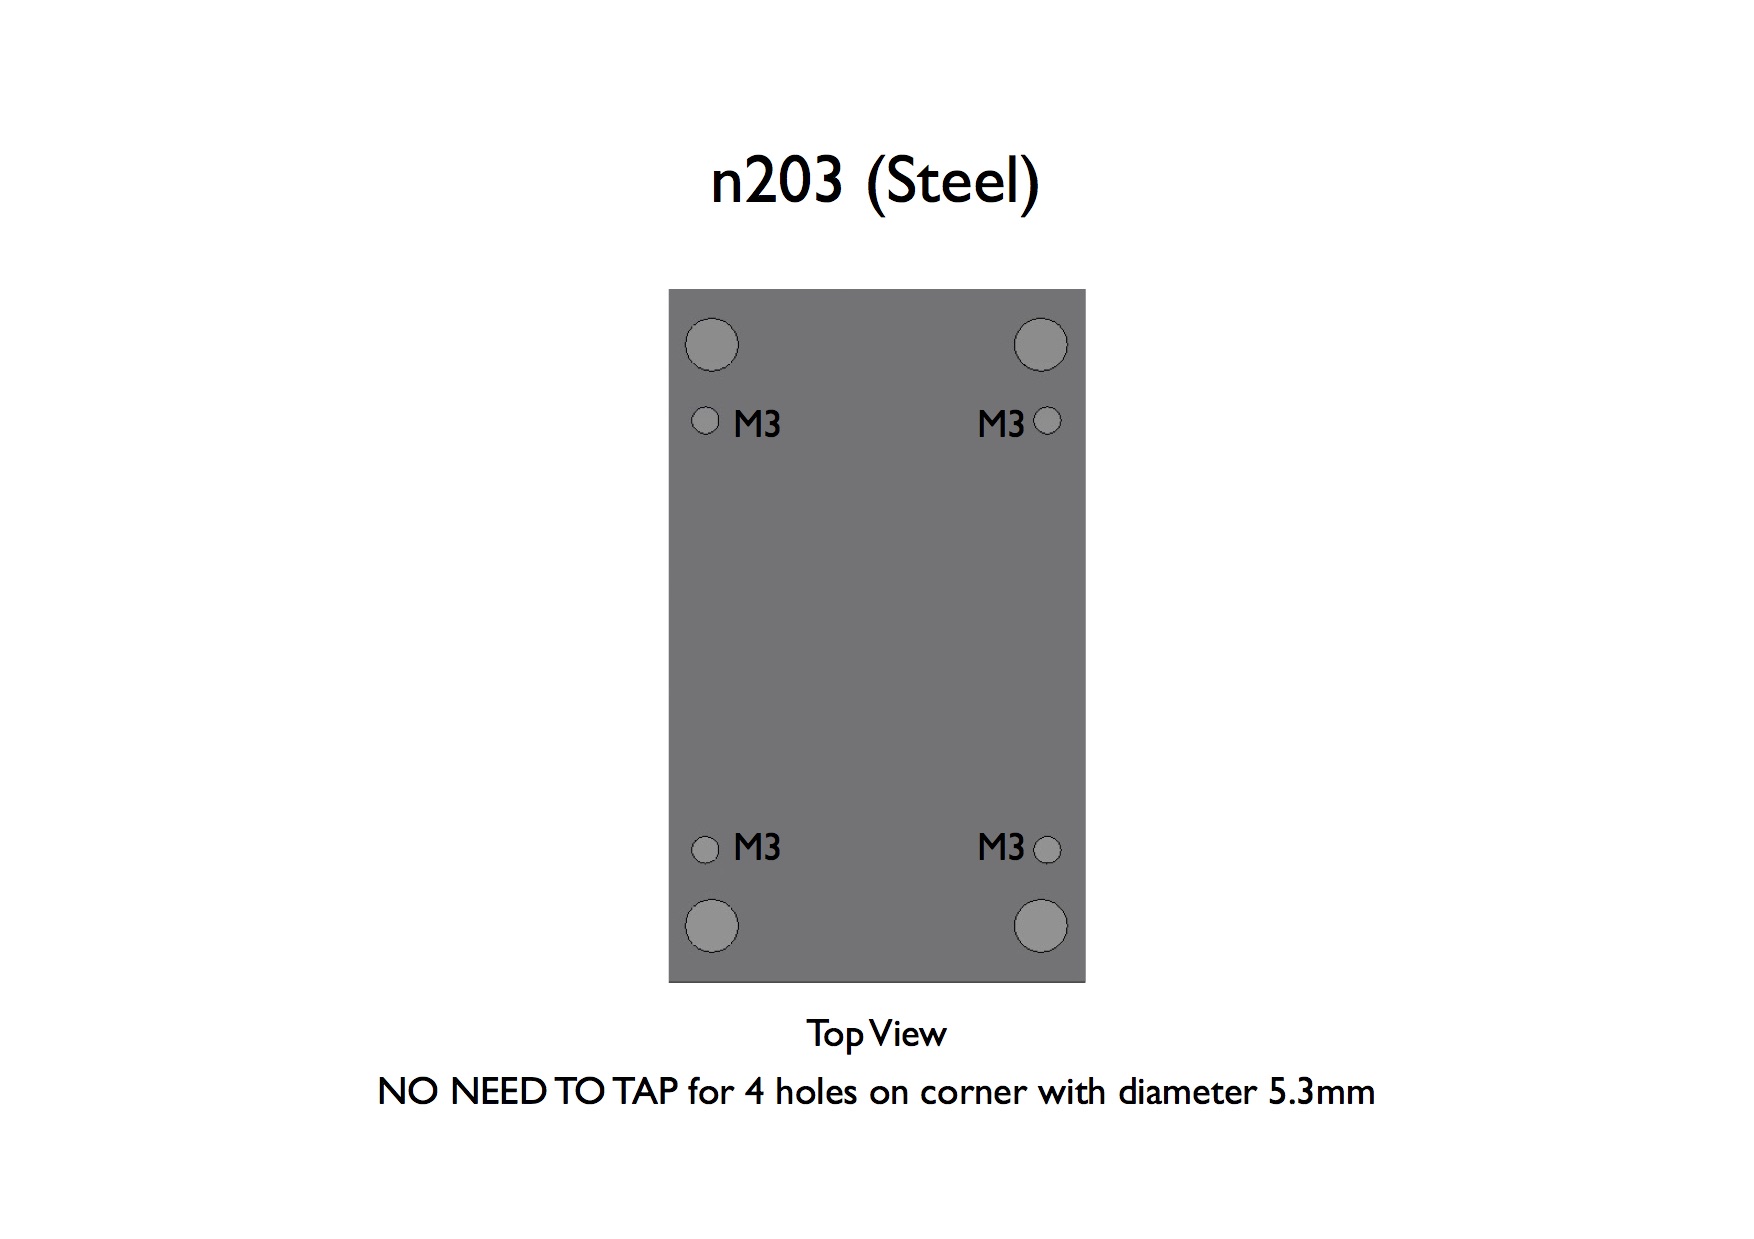 n203 (Steel)
M3 M3
M3 M3
Top View
NO NEED TO TAP for 4 holes on corner with diameter 5.3mm